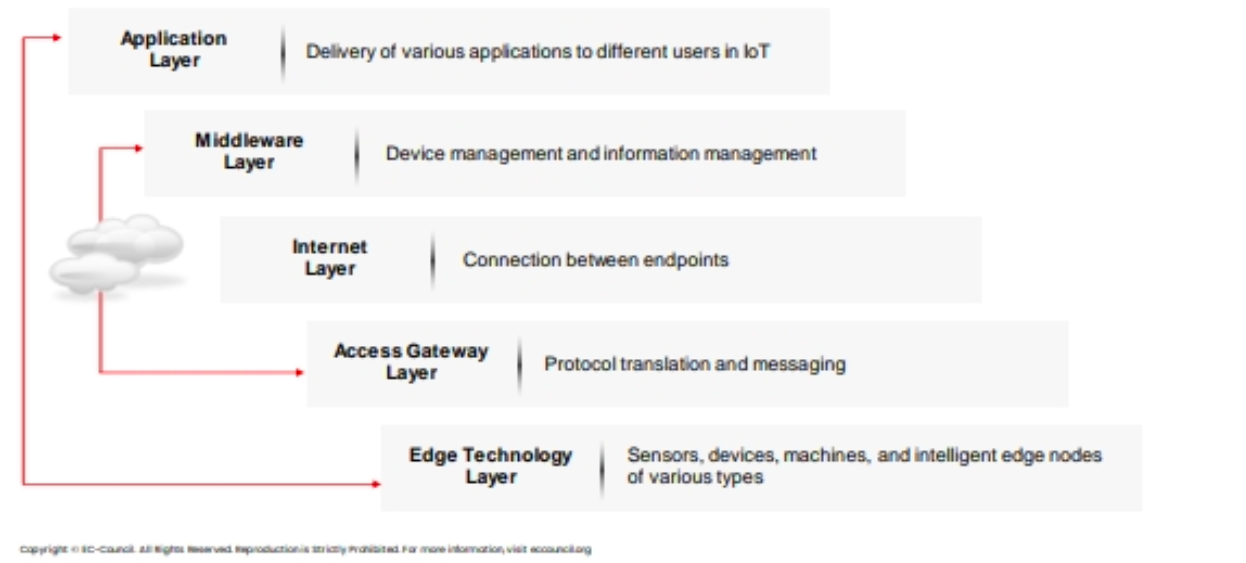 Application
Layer
Delivery of various applications to different users in IoT
Middleware
Layer
Device management and information management
Internet
Layer
Connection between endpoints
Access Gateway
Layer
Protocol translation and messaging
Edge Technology
Layer
Sensors, devices, machines, and intelligent edge nodes
of various types
Copyright © EC-Council. All Rights Reserved. Reproduction is Strictly Prohibited. For more information, visit eccouncil.org